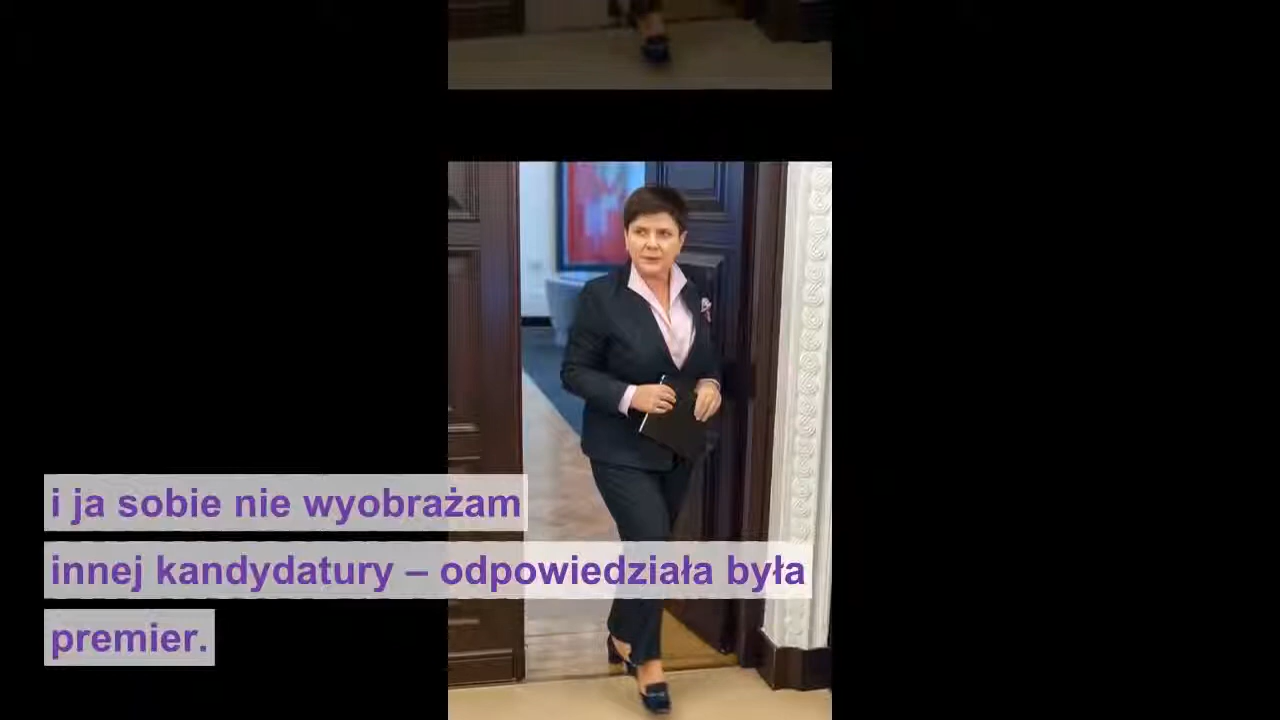 i ja sobie nie wyobrażam
innej kandydatury – odpowiedziała była
premier.